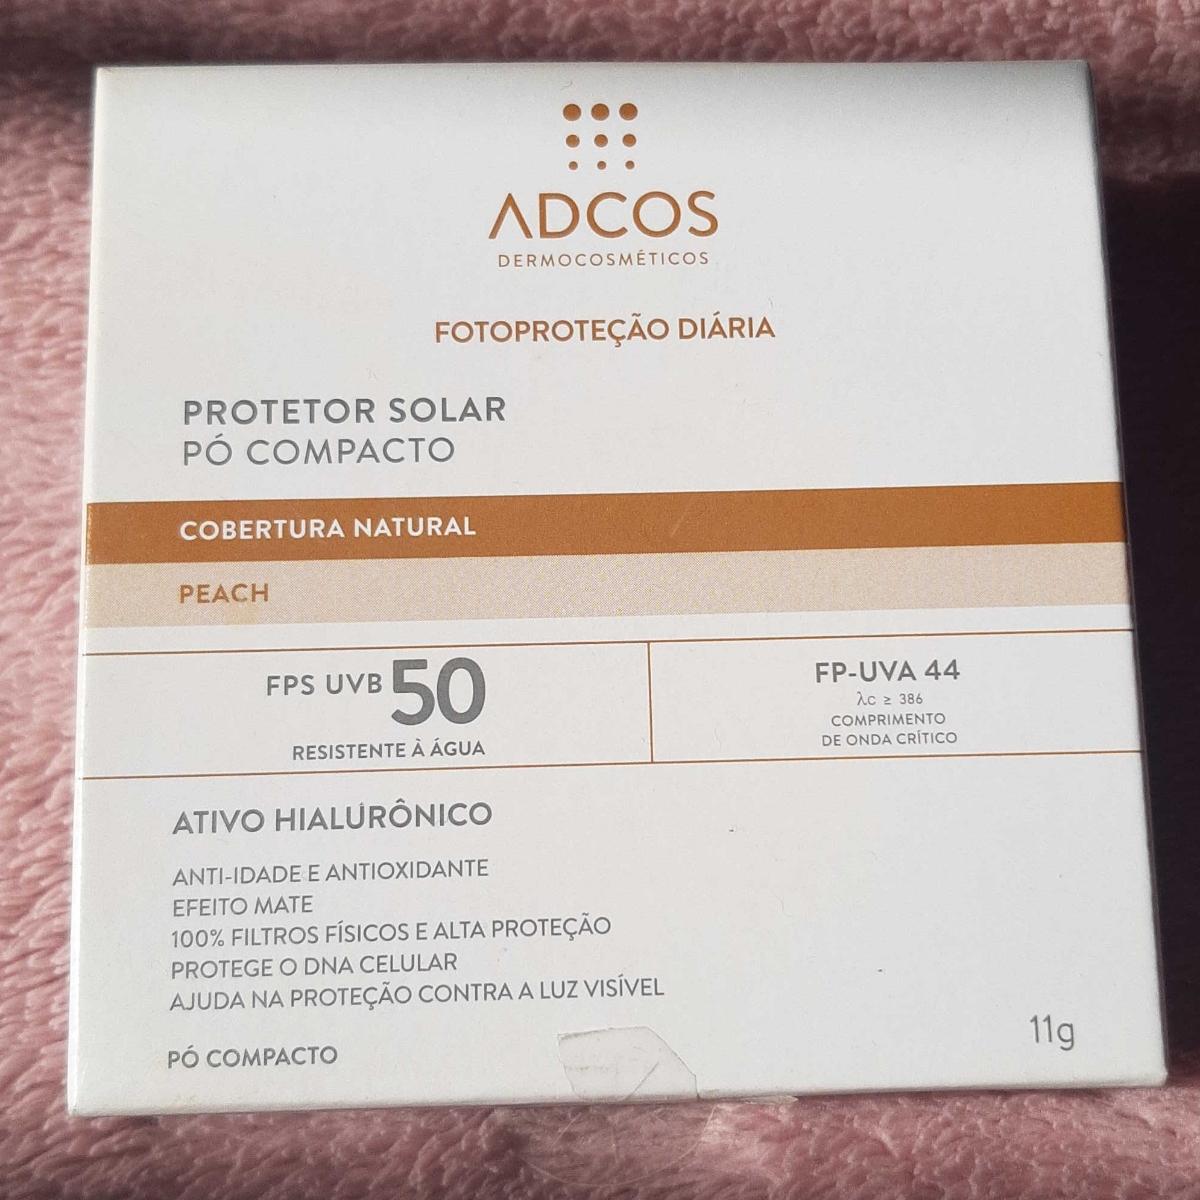 ADCOS
DERMOCOSMÉTICOS
FOTOPROTEÇÃO DIÁRIA
PROTETOR SOLAR
PÓ COMPACTO
COBERTURA NATURAL
PEACH
FPS UVB 50
RESISTENTE À ÁGUA
FP-UVA 44
λc ≥ 386
COMPRIMENTO
DE ONDA CRÍTICO
ATIVO HIALURÔNICO
ANTI-IDADE E ANTIOXIDANTE
EFEITO MATE
100% FILTROS FÍSICOS E ALTA PROTEÇÃO
PROTEGE O DNA CELULAR
AJUDA NA PROTEÇÃO CONTRA A LUZ VISÍVEL
PÓ COMPACTO
11g